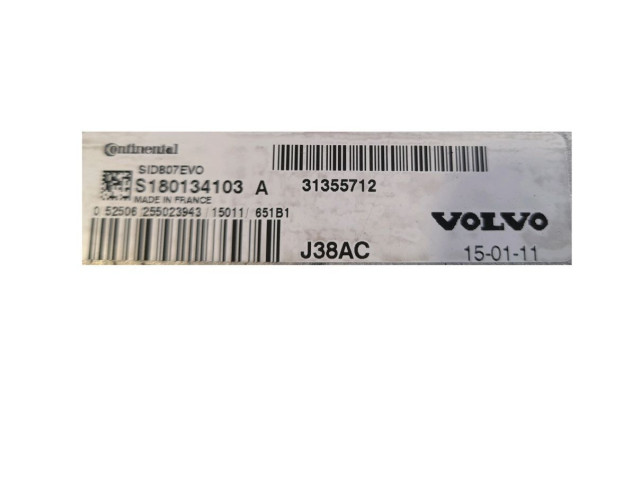 Continental
SID807EVO
S180134103 A
31355712
MADE IN FRANCE
0 52506 255023943 / 15011 / 651B1
VOLVO
J38AC
15-01-11